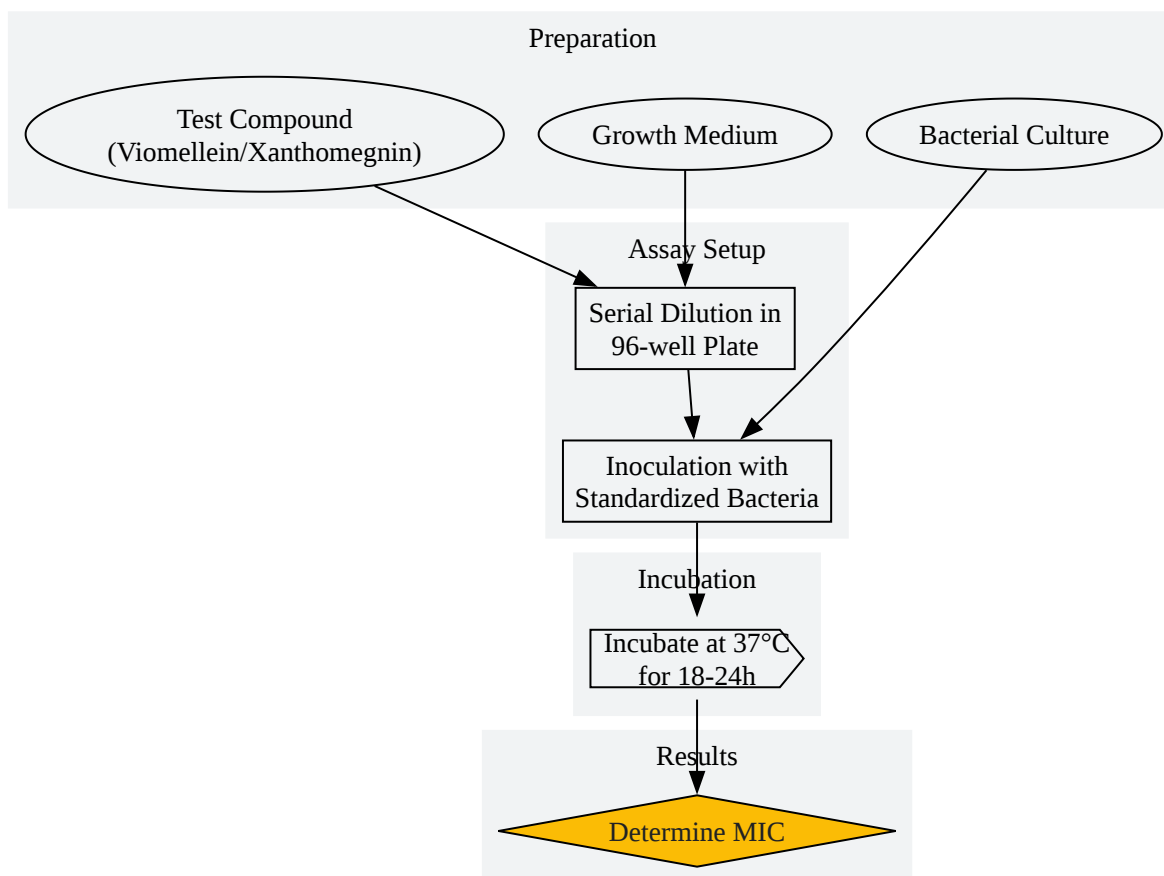 Preparation
Test Compound
(Viomellein/Xanthomegnin)
Growth Medium
Bacterial Culture
Assay Setup
Serial Dilution in
96-well Plate
Inoculation with
Standardized Bacteria
Incubation
Incubate at 37°C
for 18-24h
Results
Determine MIC